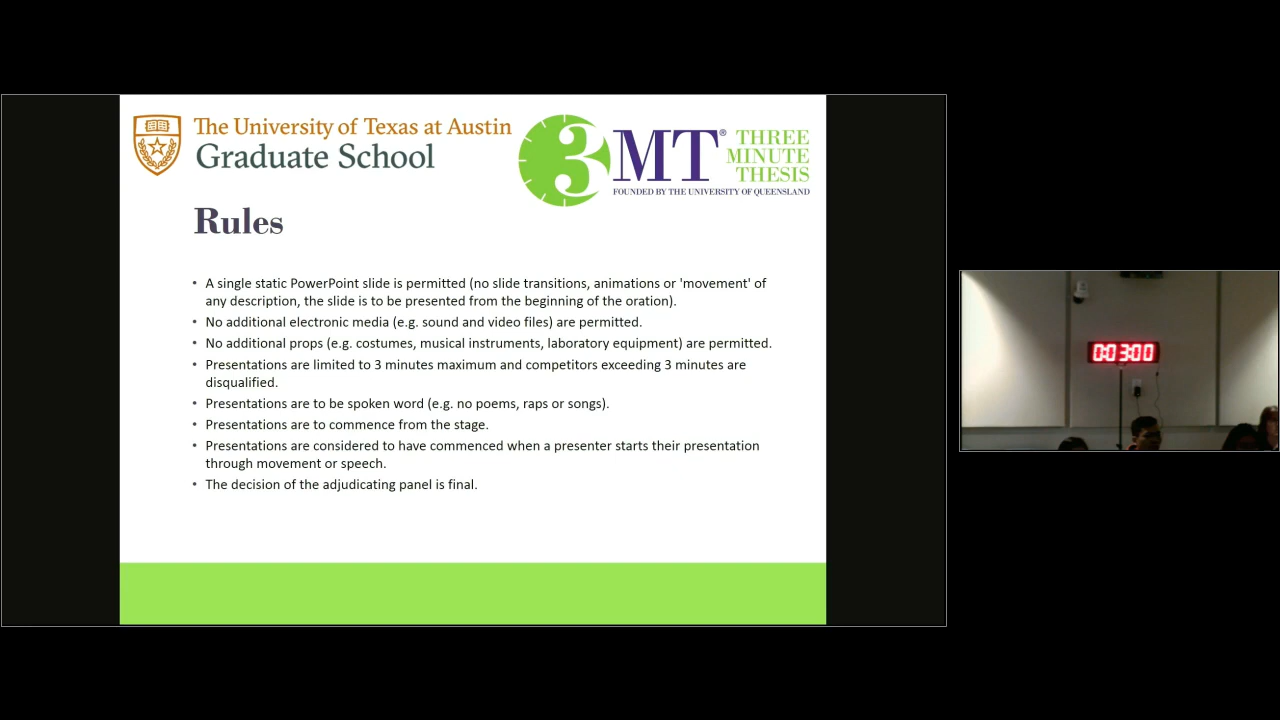 The University of Texas at Austin
Graduate School
3MT® THREE
MINUTE
THESIS
FOUNDED BY THE UNIVERSITY OF QUEENSLAND
Rules
• A single static PowerPoint slide is permitted (no slide transitions, animations or 'movement' of
any description, the slide is to be presented from the beginning of the oration).
• No additional electronic media (e.g. sound and video files) are permitted.
• No additional props (e.g. costumes, musical instruments, laboratory equipment) are permitted.
• Presentations are limited to 3 minutes maximum and competitors exceeding 3 minutes are
disqualified.
• Presentations are to be spoken word (e.g. no poems, raps or songs).
• Presentations are to commence from the stage.
• Presentations are considered to have commenced when a presenter starts their presentation
through movement or speech.
• The decision of the adjudicating panel is final.
0:03:00